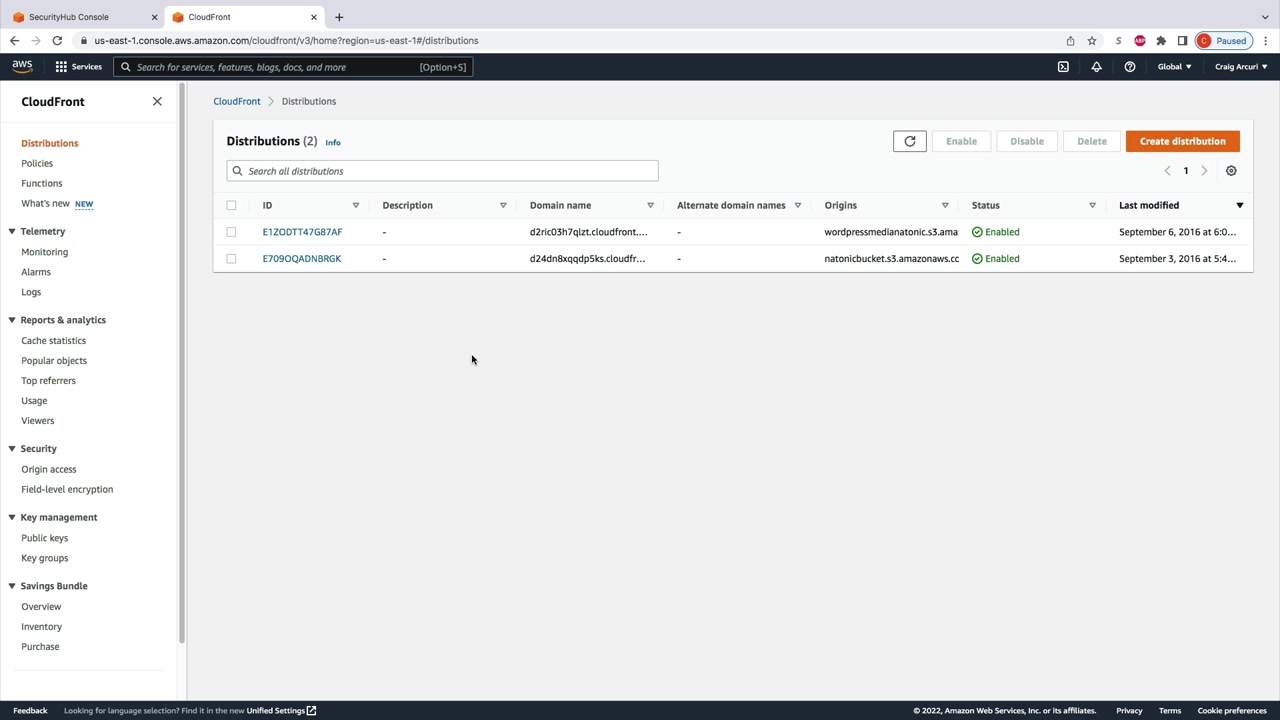 SecurityHub Console
CloudFront
us-east-1.console.aws.amazon.com/cloudfront/v3/home?region=us-east-1#/distributions
S
ABP
C Paused
aws
Services
Search for services, features, blogs, docs, and more [Option+S]
Global
Craig Arcuri
CloudFront
Distributions
Policies
Functions
What's new NEW
Telemetry
Monitoring
Alarms
Logs
Reports & analytics
Cache statistics
Popular objects
Top referrers
Usage
Viewers
Security
Origin access
Field-level encryption
Key management
Public keys
Key groups
Savings Bundle
Overview
Inventory
Purchase
CloudFront > Distributions
Distributions (2) Info
Enable Disable Delete Create distribution
Search all distributions
1
ID Description Domain name Alternate domain names Origins Status Last modified
E1ZODTT47G87AF - d2ric03h7qlzt.cloudfront.... - wordpressmedianatonic.s3.ama Enabled September 6, 2016 at 6:0...
E709OQADNBRGK - d24dn8xqqdp5ks.cloudfr... - natonicbucket.s3.amazonaws.cc Enabled September 3, 2016 at 5:4...
Feedback Looking for language selection? Find it in the new Unified Settings
© 2022, Amazon Web Services, Inc. or its affiliates. Privacy Terms Cookie preferences